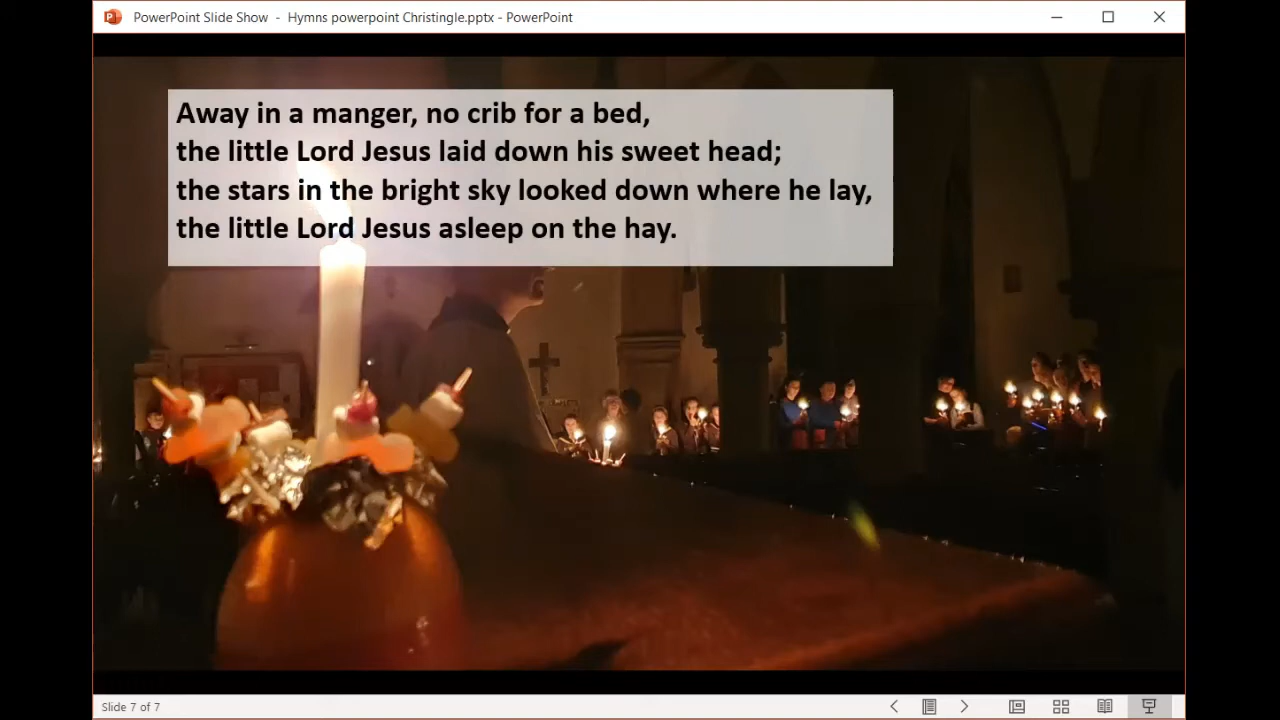 PowerPoint Slide Show - Hymns powerpoint Christingle.pptx - PowerPoint
Away in a manger, no crib for a bed,
the little Lord Jesus laid down his sweet head;
the stars in the bright sky looked down where he lay,
the little Lord Jesus asleep on the hay.
Slide 7 of 7